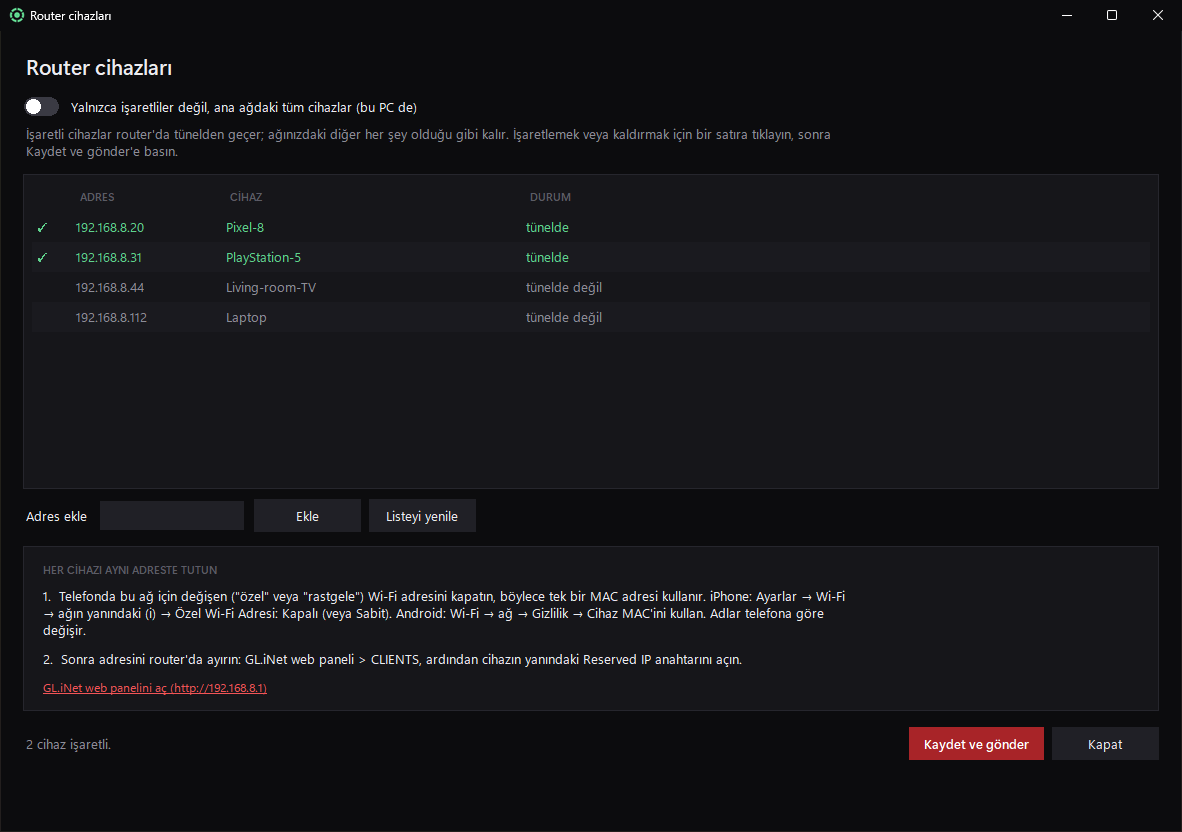 Router cihazları
Router cihazları
Yalnızca işaretliler değil, ana ağdaki tüm cihazlar (bu PC de)
İşaretli cihazlar router'da tünelden geçer; ağınızdaki diğer her şey olduğu gibi kalır. İşaretlemek veya kaldırmak için bir satıra tıklayın, sonra
Kaydet ve gönder'e basın.
ADRES CİHAZ DURUM
✓ 192.168.8.20 Pixel-8 tünelde
✓ 192.168.8.31 PlayStation-5 tünelde
192.168.8.44 Living-room-TV tünelde değil
192.168.8.112 Laptop tünelde değil
Adres ekle Ekle Listeyi yenile
HER CİHAZI AYNI ADRESTE TUTUN
1. Telefonda bu ağ için değişen ("özel" veya "rastgele") Wi-Fi adresini kapatın, böylece tek bir MAC adresi kullanır. iPhone: Ayarlar → Wi-Fi
→ ağın yanındaki (i) → Özel Wi-Fi Adresi: Kapalı (veya Sabit). Android: Wi-Fi → ağ → Gizlilik → Cihaz MAC'ini kullan. Adlar telefona göre
değişir.
2. Sonra adresini router'da ayırın: GL.iNet web paneli > CLIENTS, ardından cihazın yanındaki Reserved IP anahtarını açın.
GL.iNet web panelini aç (http://192.168.8.1)
2 cihaz işaretli. Kaydet ve gönder Kapat